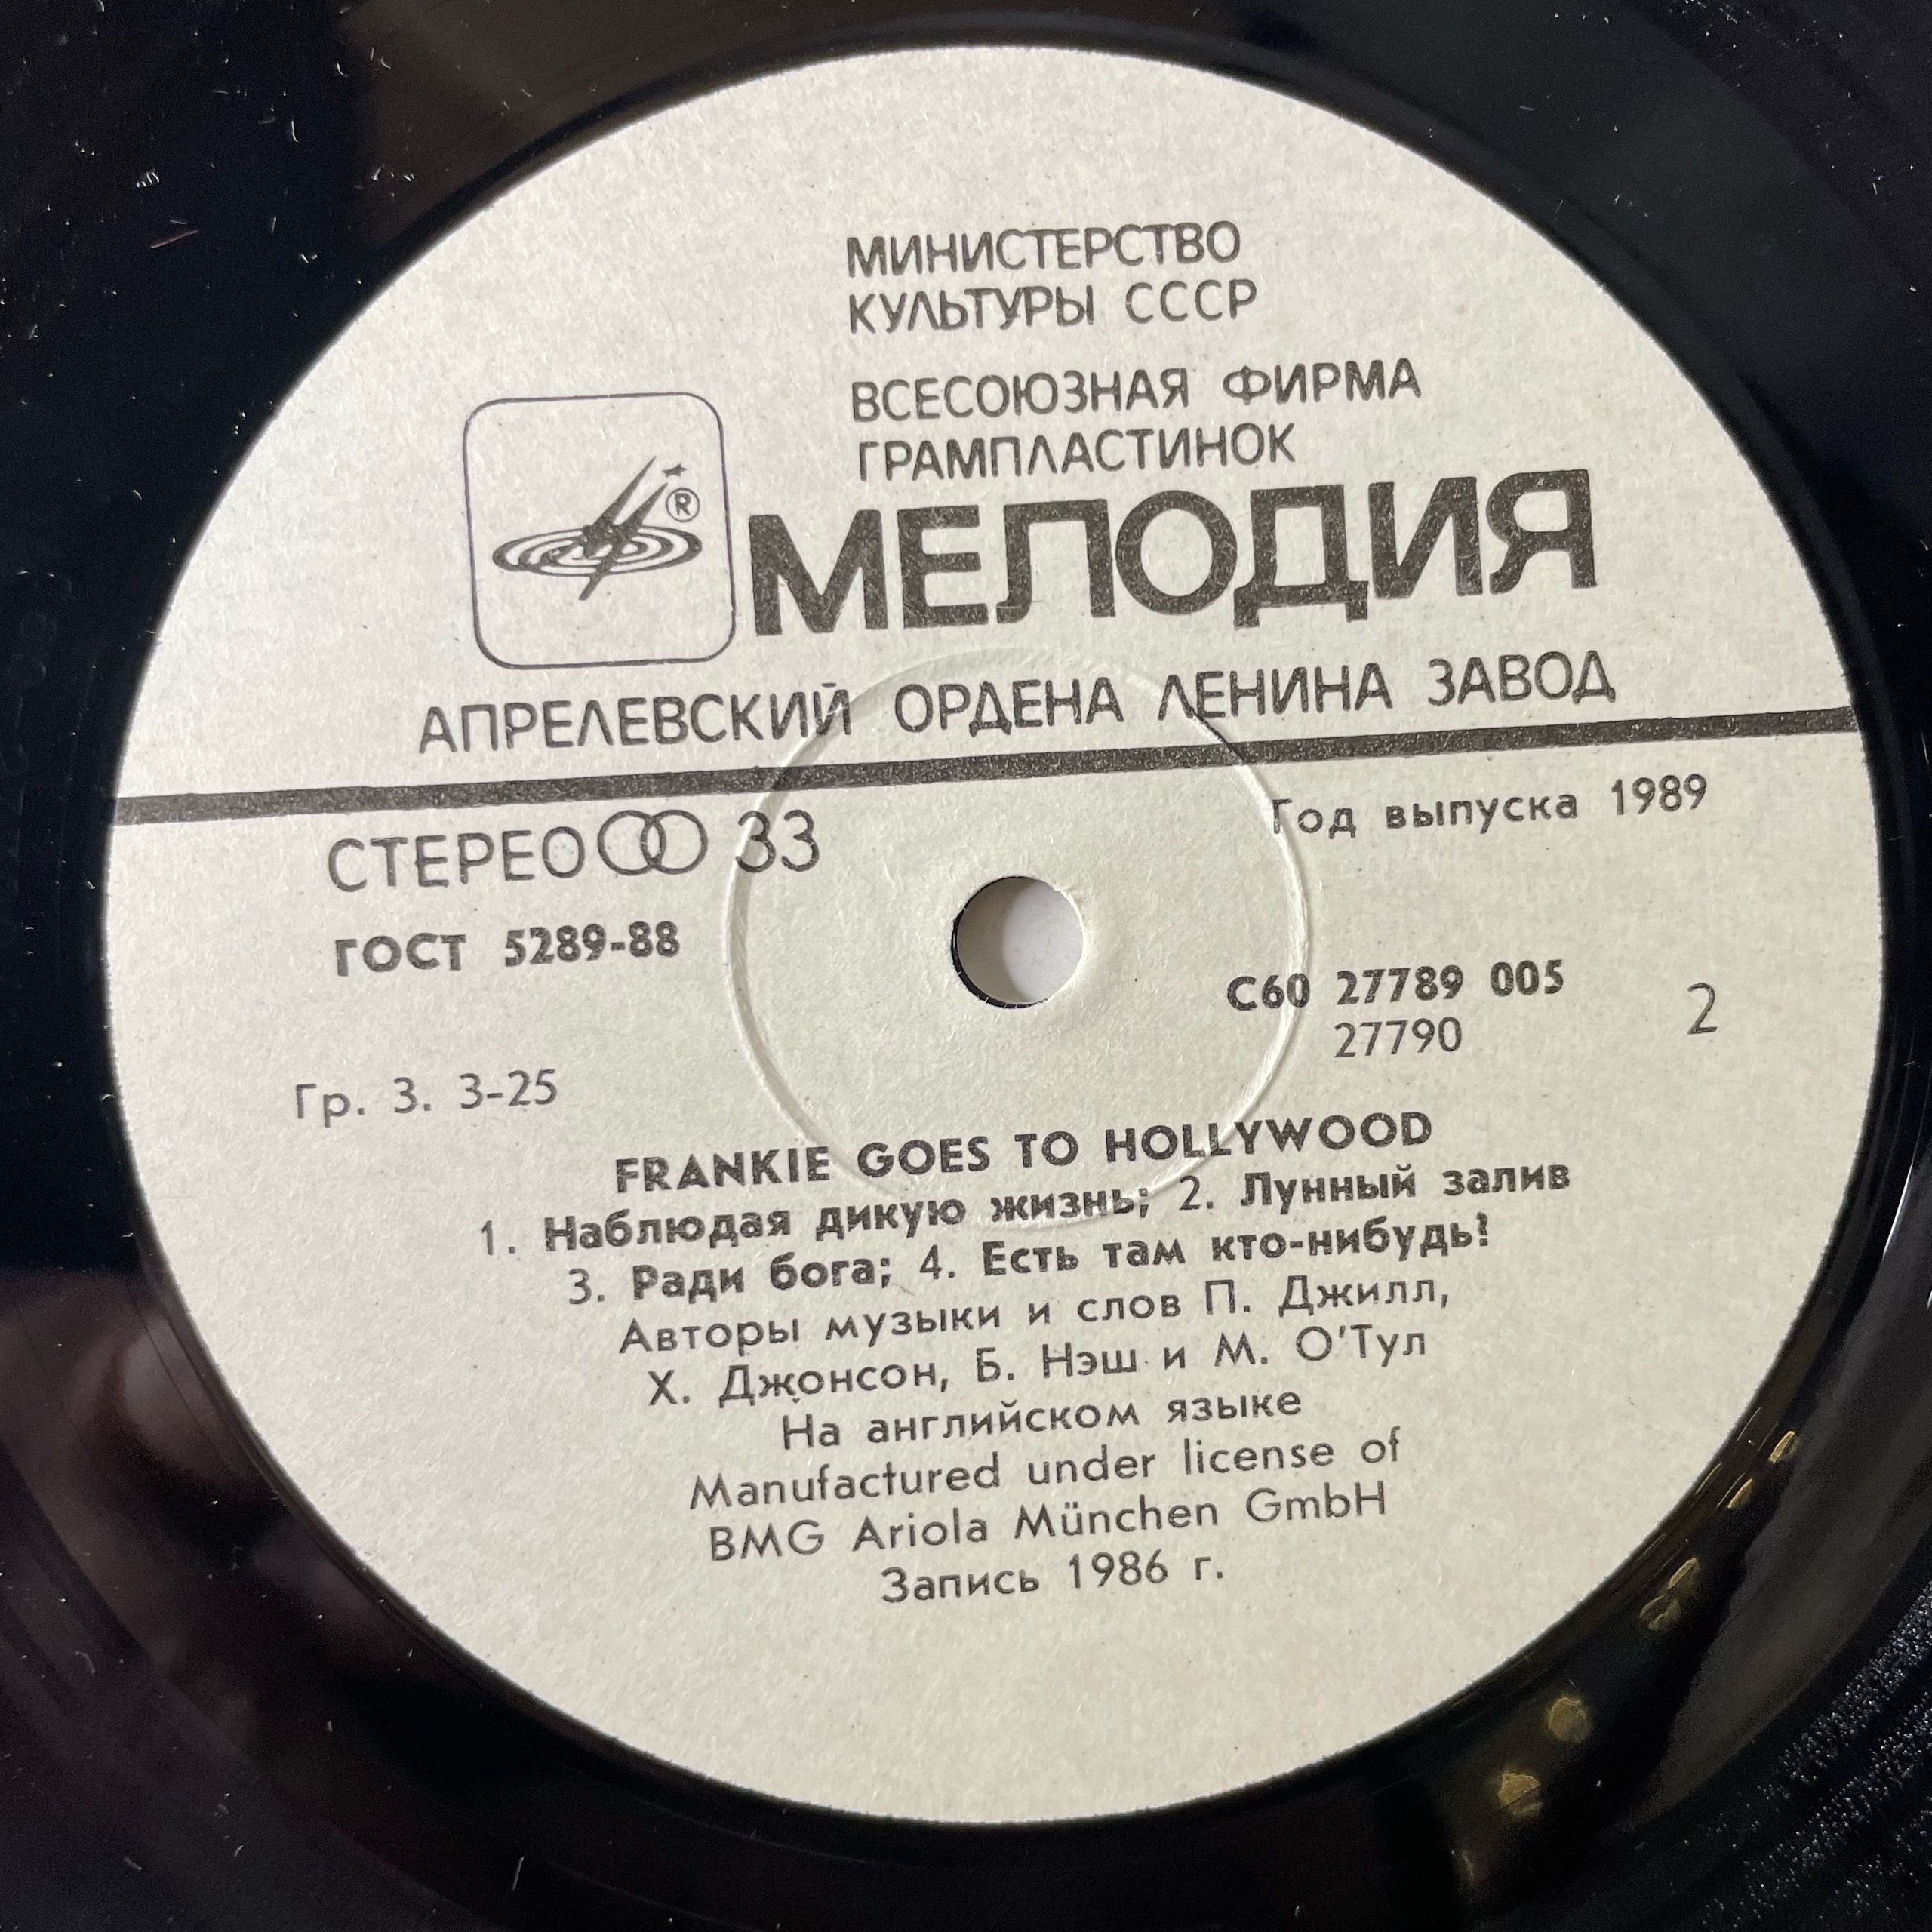 МИНИСТЕРСТВО
КУЛЬТУРЫ СССР
ВСЕСОЮЗНАЯ ФИРМА
ГРАМПЛАСТИНОК
®
МЕЛОДИЯ
АПРЕЛЕВСКИЙ ОРДЕНА ЛЕНИНА ЗАВОД
СТЕРЕО 33
Год выпуска 1989
ГОСТ 5289-88
С60 27789 005
27790
2
Гр. 3. 3-25
FRANKIE GOES TO HOLLYWOOD
1. Наблюдая дикую жизнь; 2. Лунный залив
3. Ради бога; 4. Есть там кто-нибудь?
Авторы музыки и слов П. Джилл,
Х. Джонсон, Б. Нэш и М. О'Тул
На английском языке
Manufactured under license of
BMG Ariola München GmbH
Запись 1986 г.